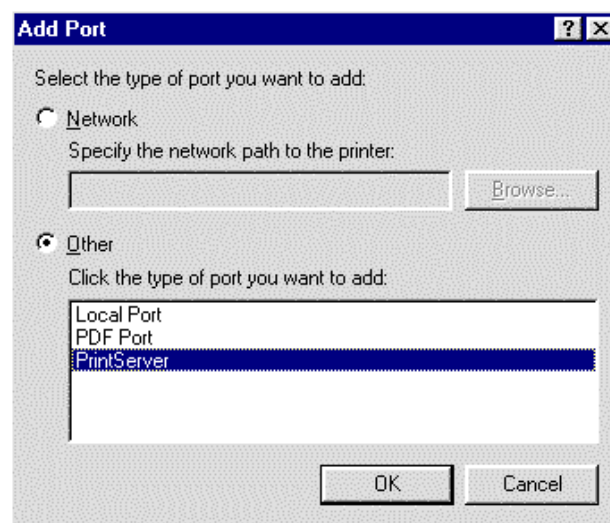 Add Port
Select the type of port you want to add:
Network
Specify the network path to the printer:
Browse...
Other
Click the type of port you want to add:
Local Port
PDF Port
PrintServer
OK Cancel